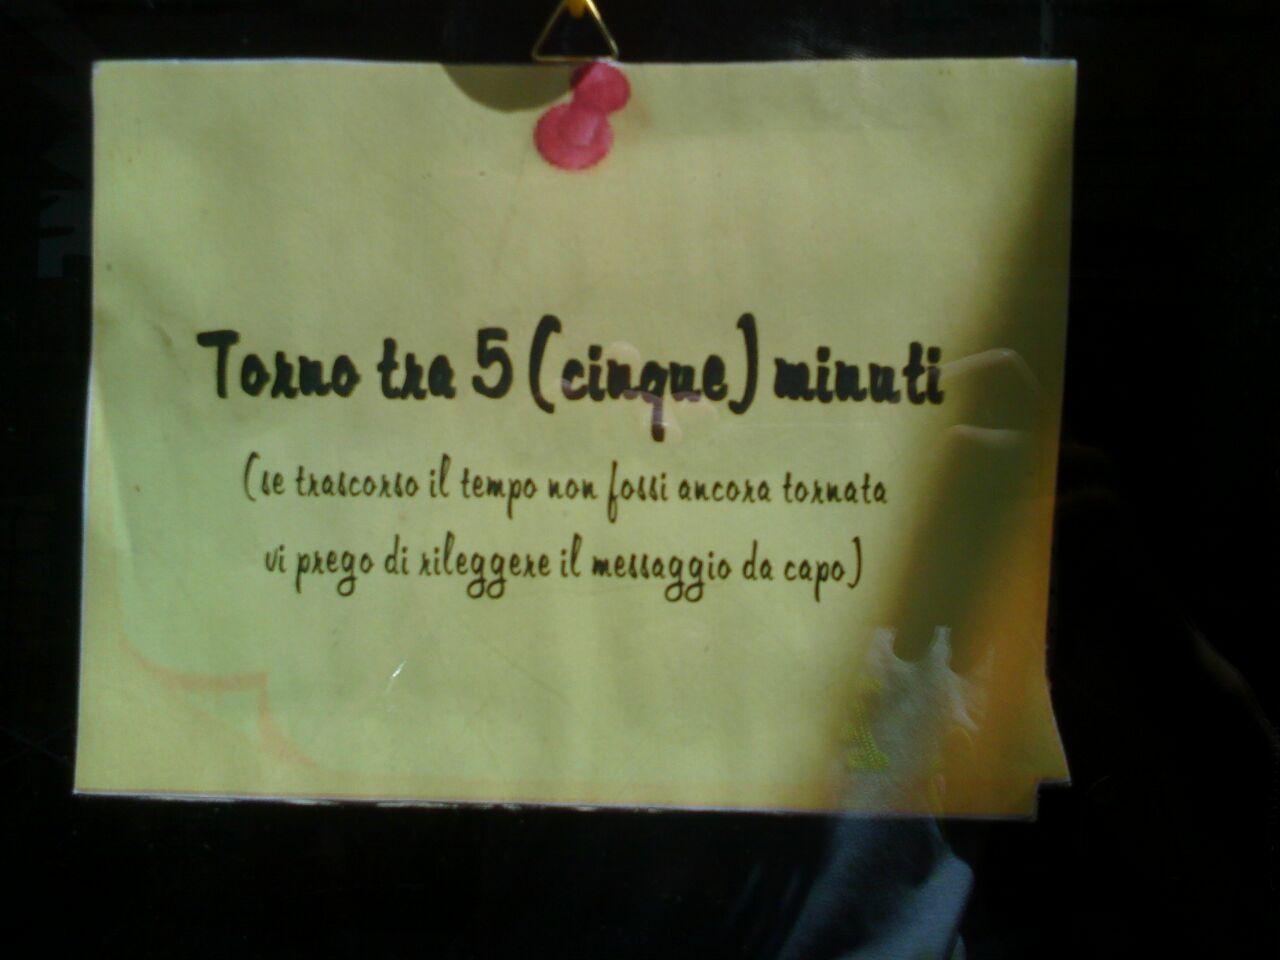 Torno tra 5 (cinque) minuti
(se trascorso il tempo non fossi ancora tornata
vi prego di rileggere il messaggio da capo)